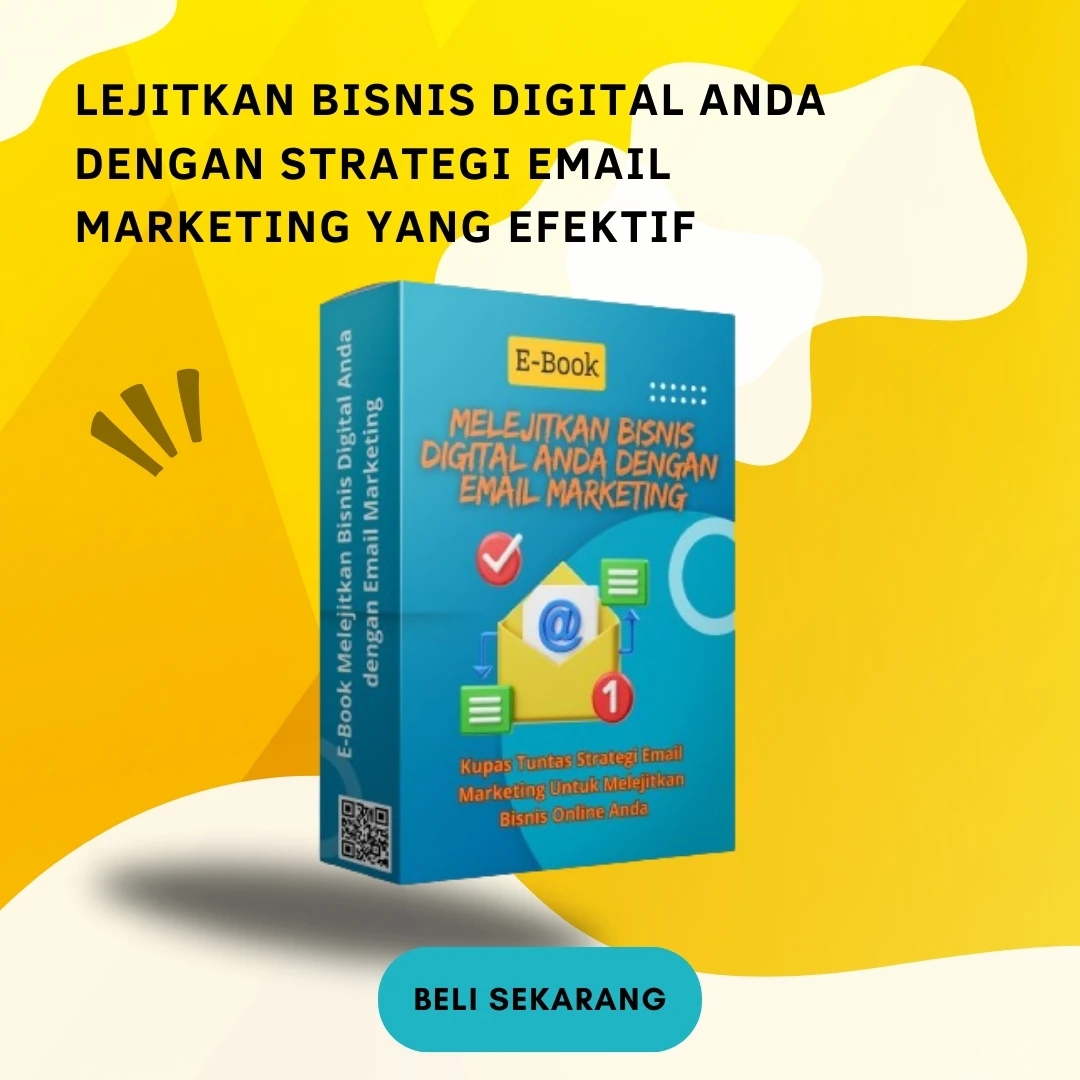 LEJITKAN BISNIS DIGITAL ANDA
DENGAN STRATEGI EMAIL
MARKETING YANG EFEKTIF
E-Book Melejitkan Bisnis Digital Anda
dengan Email Marketing
E-Book
MELEJITKAN BISNIS
DIGITAL ANDA DENGAN
EMAIL MARKETING
@
1
Kupas Tuntas Strategi Email
Marketing Untuk Melejitkan
Bisnis Online Anda
BELI SEKARANG